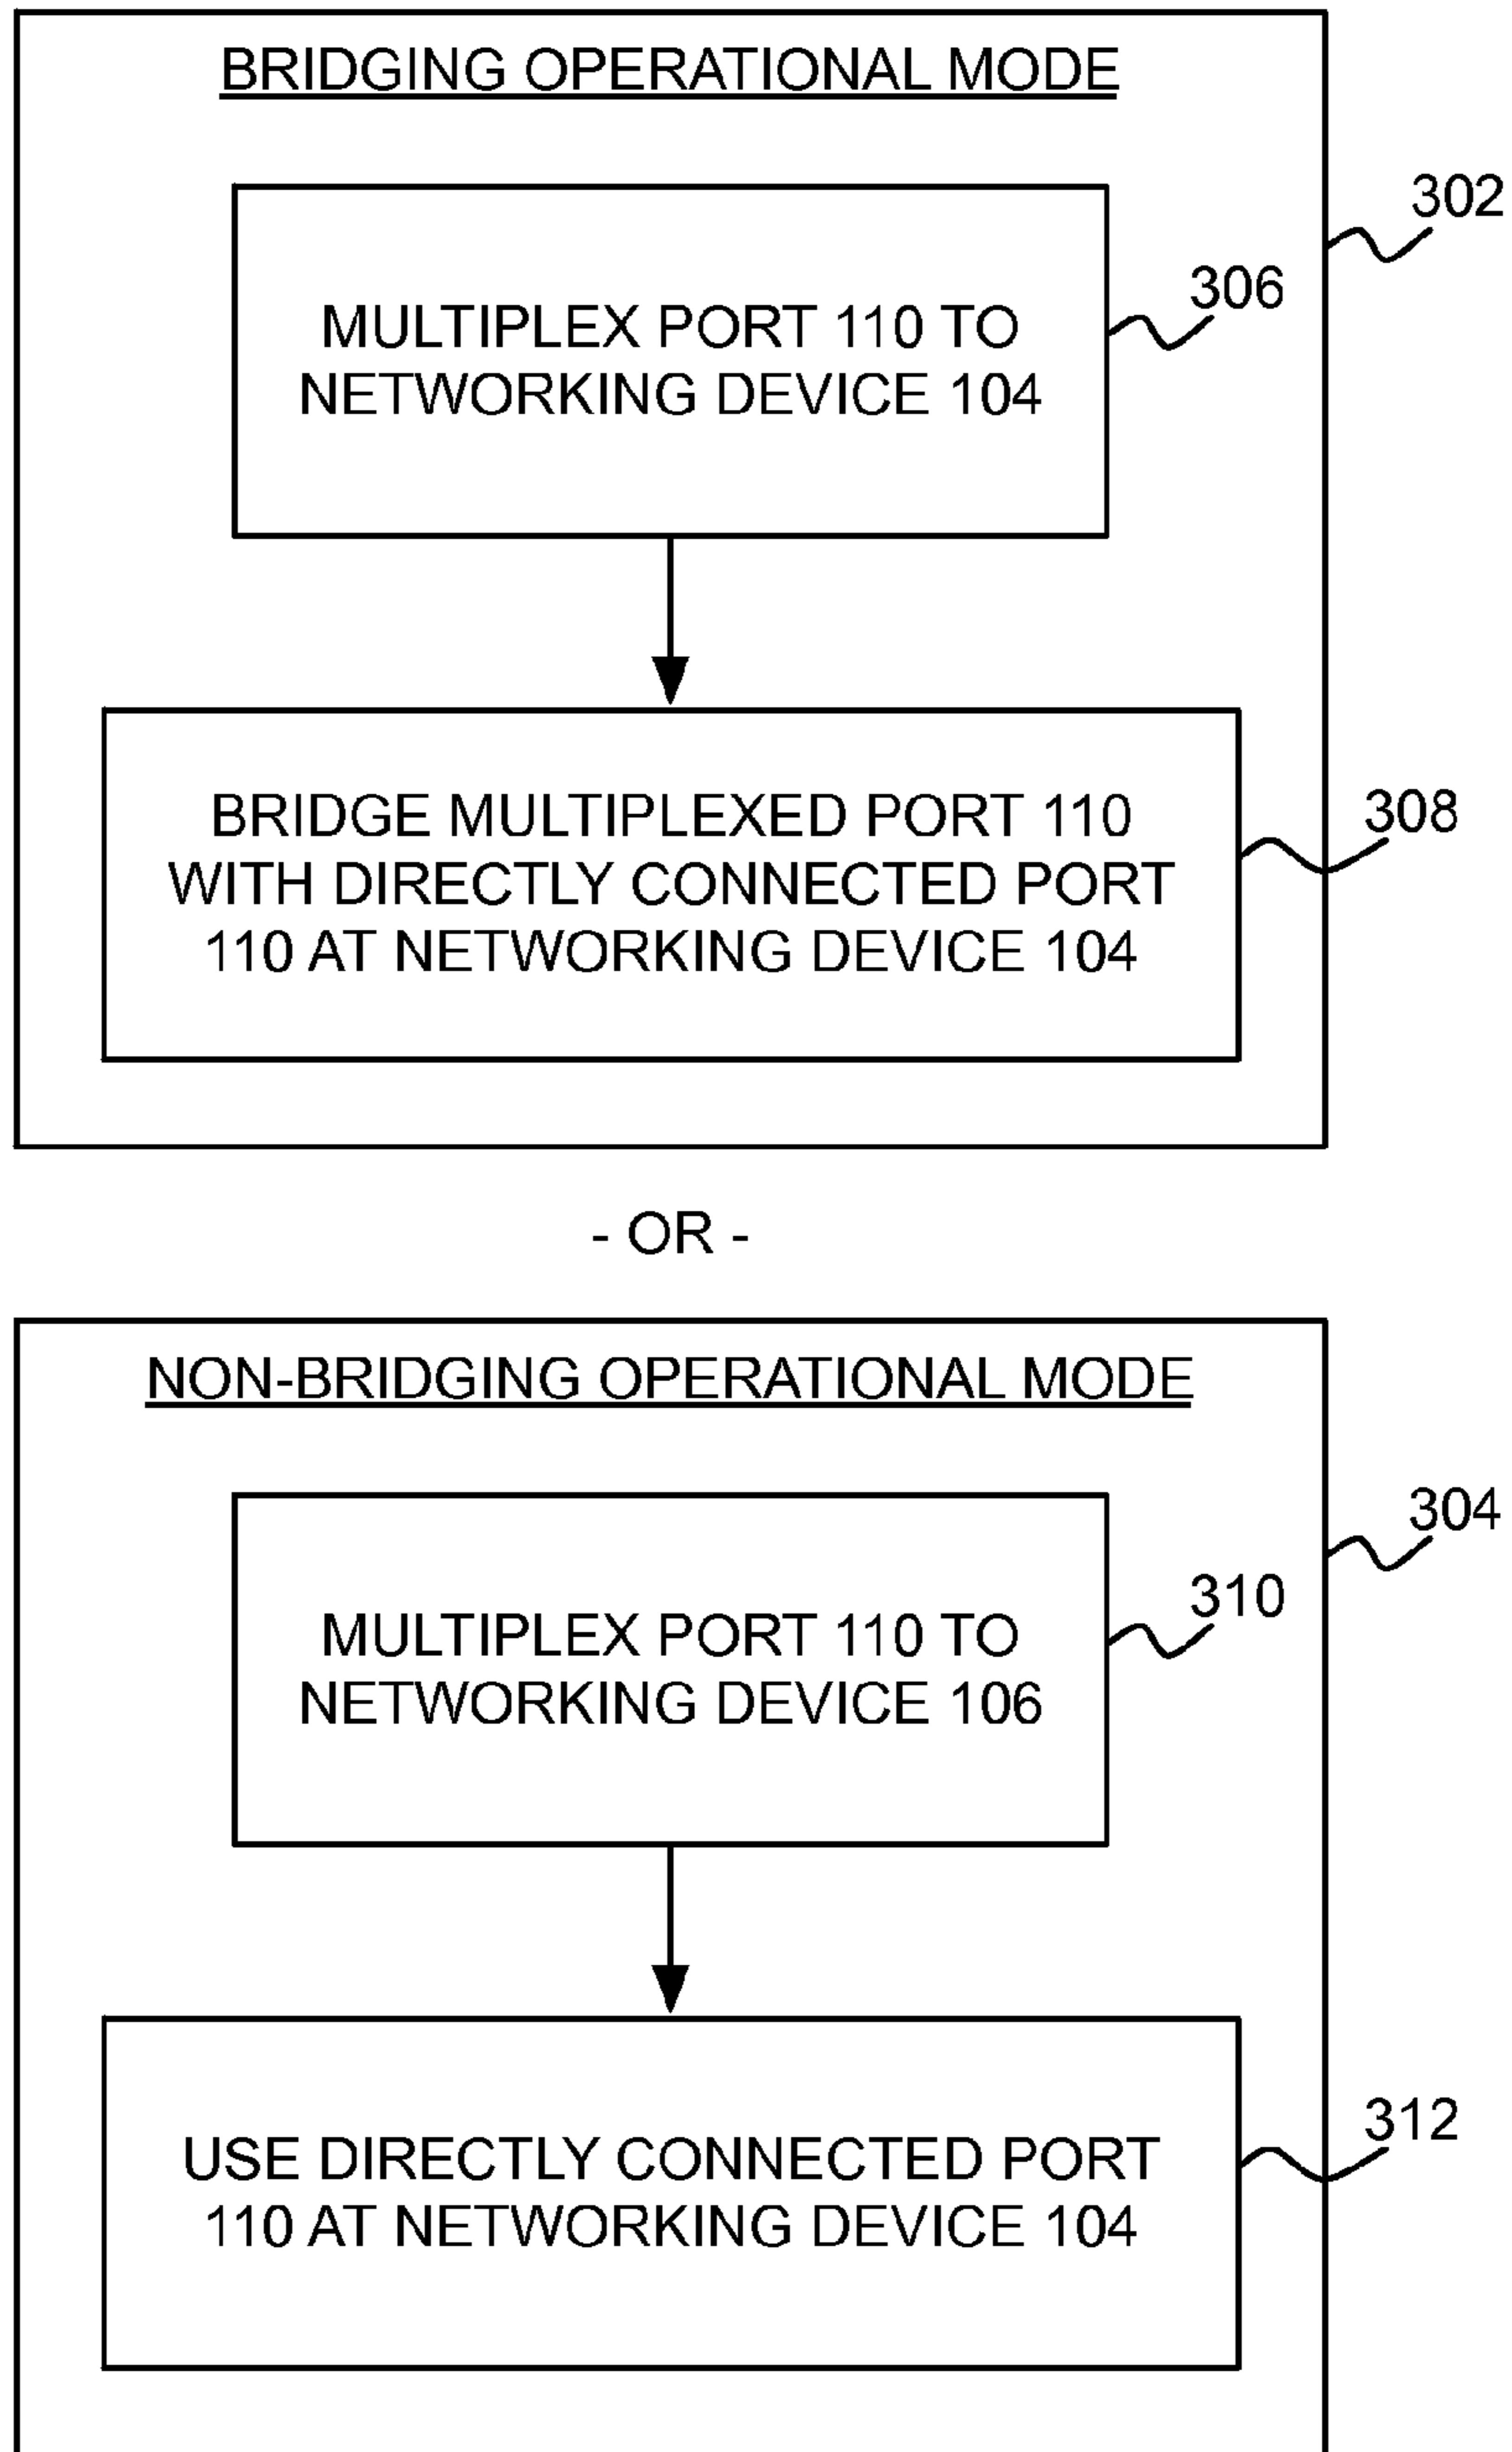 BRIDGING OPERATIONAL MODE
302
306
MULTIPLEX PORT 110 TO
NETWORKING DEVICE 104
308
BRIDGE MULTIPLEXED PORT 110
WITH DIRECTLY CONNECTED PORT
110 AT NETWORKING DEVICE 104
- OR -
NON-BRIDGING OPERATIONAL MODE
304
310
MULTIPLEX PORT 110 TO
NETWORKING DEVICE 106
312
USE DIRECTLY CONNECTED PORT
110 AT NETWORKING DEVICE 104